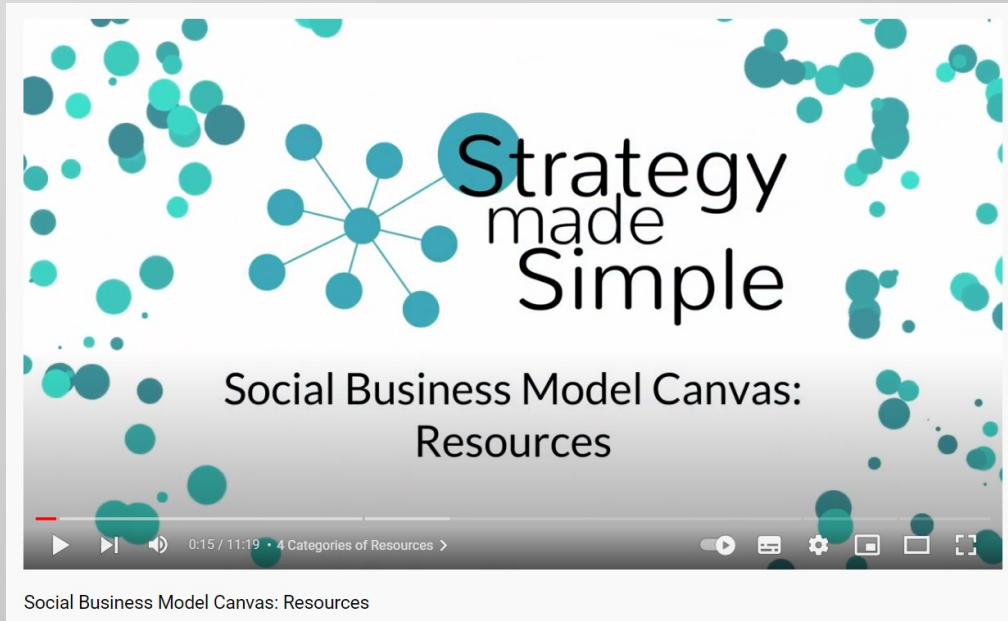 Strategy
made
Simple
Social Business Model Canvas:
Resources
0:15 / 11:19 • 4 Categories of Resources >
Social Business Model Canvas: Resources